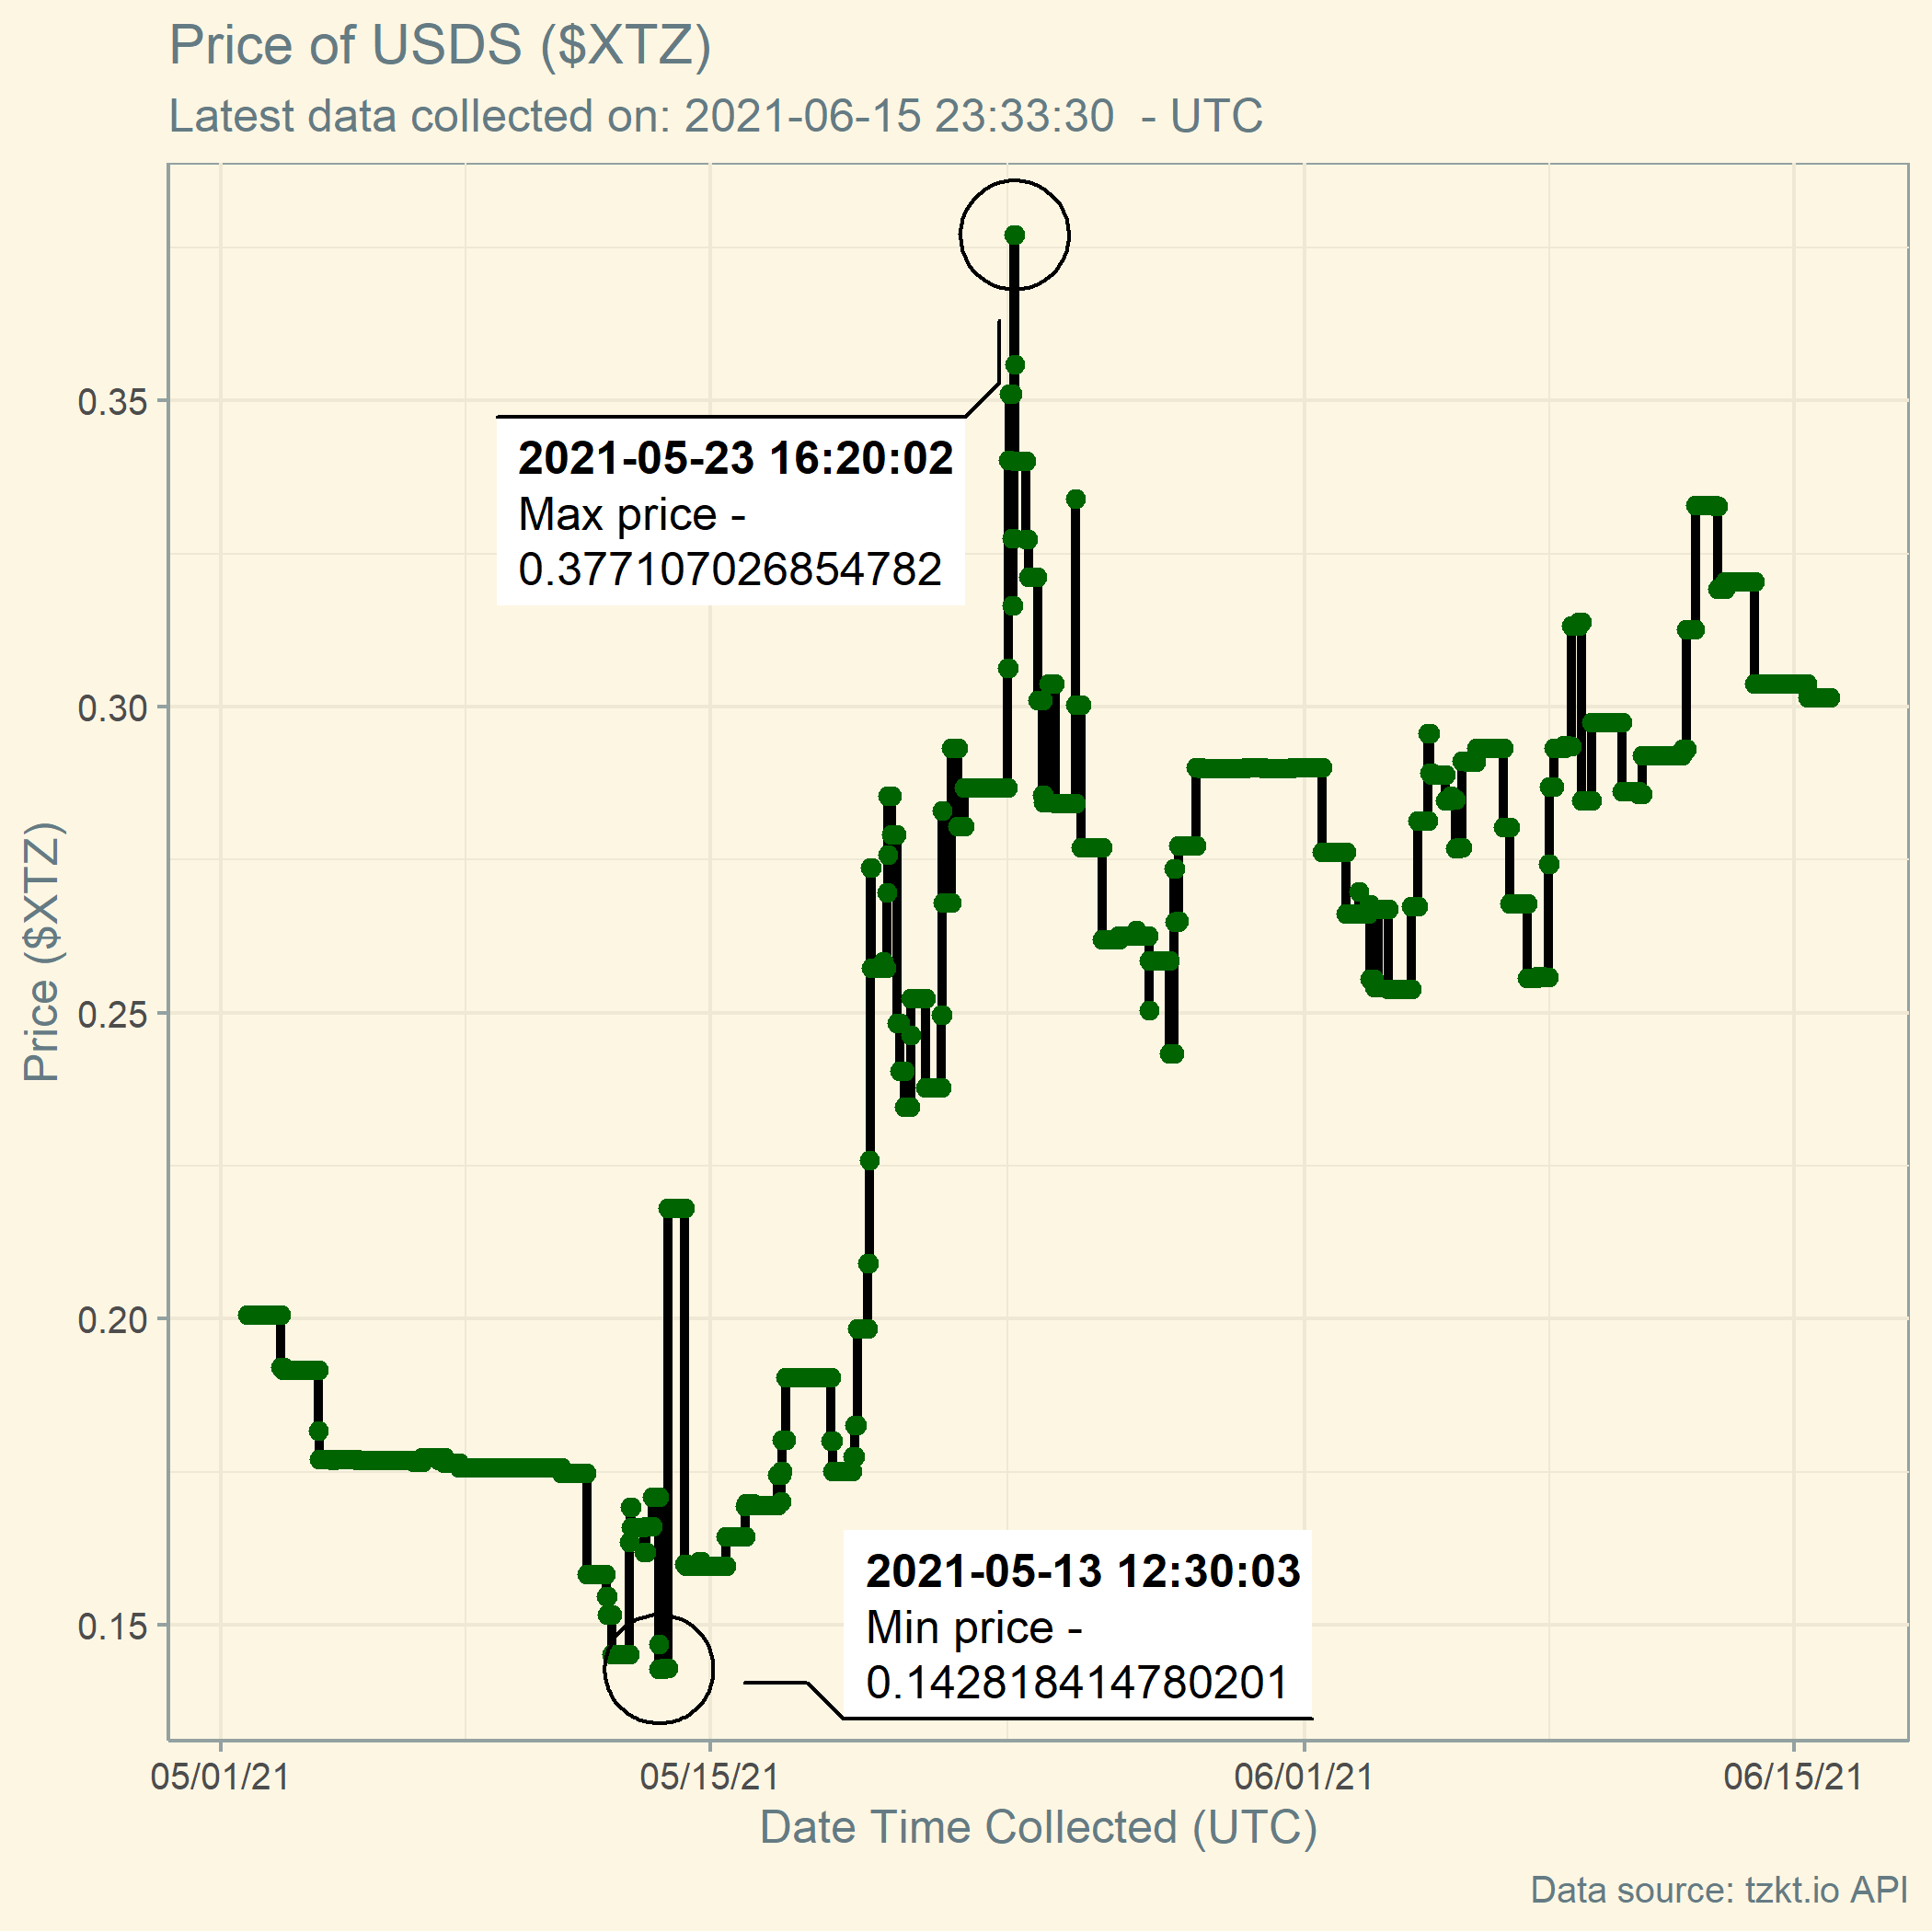 Price of USDS ($XTZ)
Latest data collected on: 2021-06-15 23:33:30  - UTC
2021-05-23 16:20:02
Max price -
0.377107026854782
2021-05-13 12:30:03
Min price -
0.142818414780201
Price ($XTZ)
0.35
0.30
0.25
0.20
0.15
05/01/21
05/15/21
06/01/21
06/15/21
Date Time Collected (UTC)
Data source: tzkt.io API